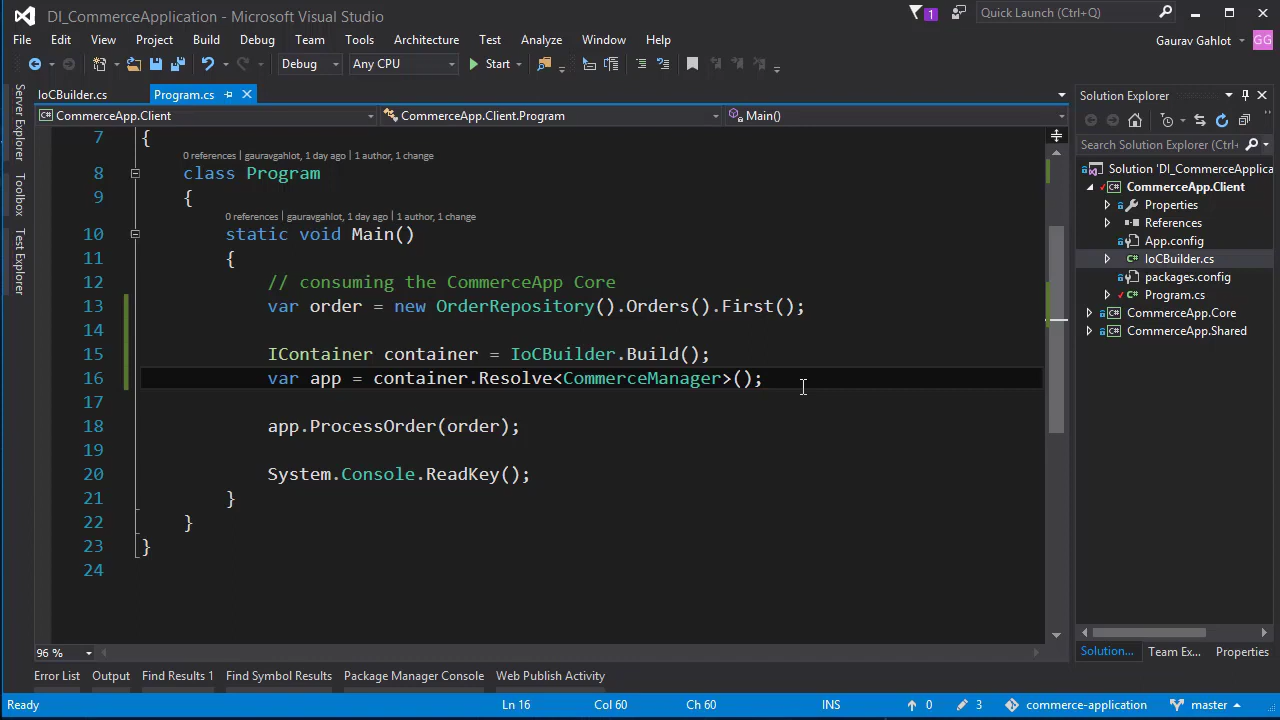 DI_CommerceApplication - Microsoft Visual Studio
1
Quick Launch (Ctrl+Q)
File Edit View Project Build Debug Team Tools Architecture Test Analyze Window Help
Gaurav Gahlot GG
Debug Any CPU Start
IoCBuilder.cs Program.cs
CommerceApp.Client CommerceApp.Client.Program Main()
Server Explorer
Toolbox
Test Explorer
7 {
0 references | gauravgahlot, 1 day ago | 1 author, 1 change
8 class Program
9 {
0 references | gauravgahlot, 1 day ago | 1 author, 1 change
10 static void Main()
11 {
12 // consuming the CommerceApp Core
13 var order = new OrderRepository().Orders().First();
14
15 IContainer container = IoCBuilder.Build();
16 var app = container.Resolve<CommerceManager>();
17
18 app.ProcessOrder(order);
19
20 System.Console.ReadKey();
21 }
22 }
23 }
24
96 %
Solution Explorer
Search Solution Explorer (Ctrl+
Solution 'DI_CommerceApplica
CommerceApp.Client
Properties
References
App.config
IoCBuilder.cs
packages.config
Program.cs
CommerceApp.Core
CommerceApp.Shared
Solution... Team Ex... Properties
Error List Output Find Results 1 Find Symbol Results Package Manager Console Web Publish Activity
Ready Ln 16 Col 60 Ch 60 INS 0 3 commerce-application master